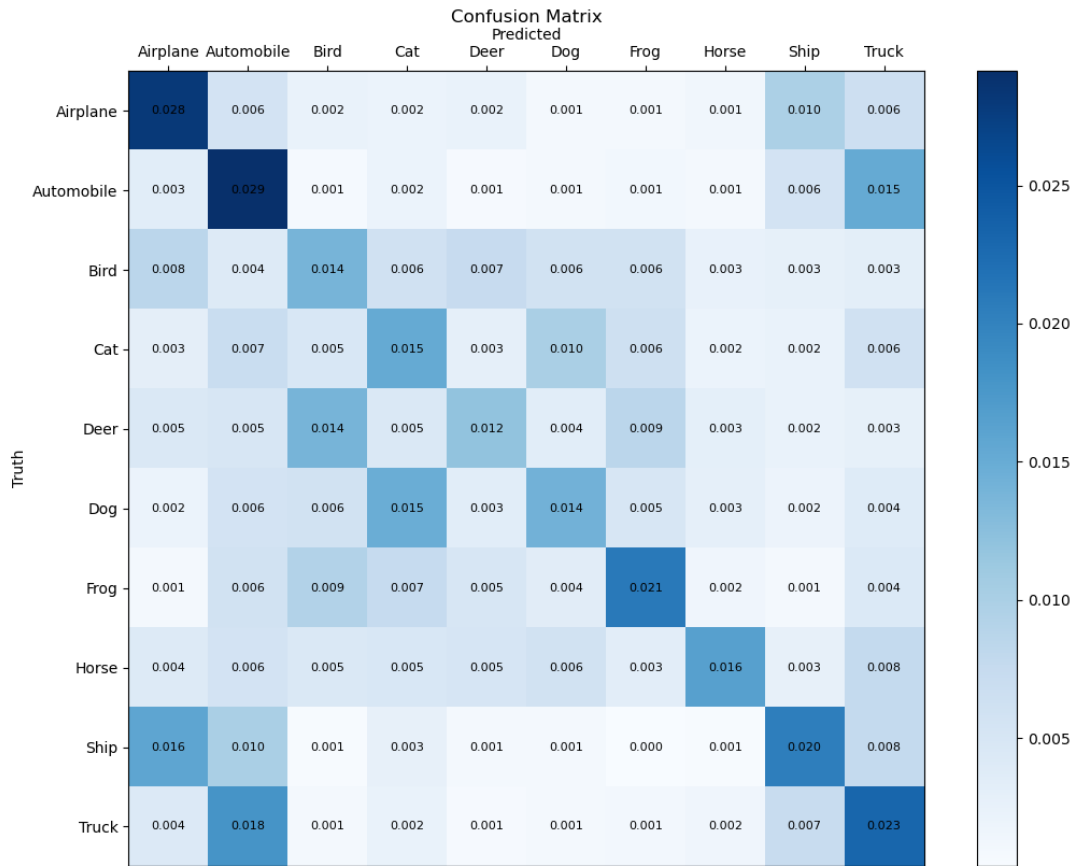 Confusion Matrix
Predicted
Airplane Automobile Bird Cat Deer Dog Frog Horse Ship Truck
Airplane 0.028 0.006 0.002 0.002 0.002 0.001 0.001 0.001 0.010 0.006
Automobile 0.003 0.029 0.001 0.002 0.001 0.001 0.001 0.001 0.006 0.015
0.025
Bird 0.008 0.004 0.014 0.006 0.007 0.006 0.006 0.003 0.003 0.003
0.020
Cat 0.003 0.007 0.005 0.015 0.003 0.010 0.006 0.002 0.002 0.006
Deer 0.005 0.005 0.014 0.005 0.012 0.004 0.009 0.003 0.002 0.003
Truth
0.015
Dog 0.002 0.006 0.006 0.015 0.003 0.014 0.005 0.003 0.002 0.004
Frog 0.001 0.006 0.009 0.007 0.005 0.004 0.021 0.002 0.001 0.004
0.010
Horse 0.004 0.006 0.005 0.005 0.005 0.006 0.003 0.016 0.003 0.008
0.005
Ship 0.016 0.010 0.001 0.003 0.001 0.001 0.000 0.001 0.020 0.008
Truck 0.004 0.018 0.001 0.002 0.001 0.001 0.001 0.002 0.007 0.023